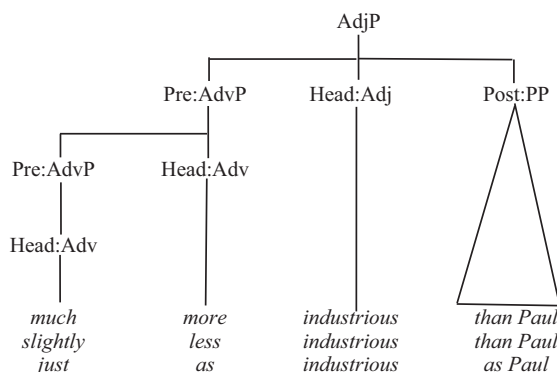 AdjP
Pre:AdvP Head:Adj Post:PP
Pre:AdvP Head:Adv
Head:Adv
much more industrious than Paul
slightly less industrious than Paul
just as industrious as Paul